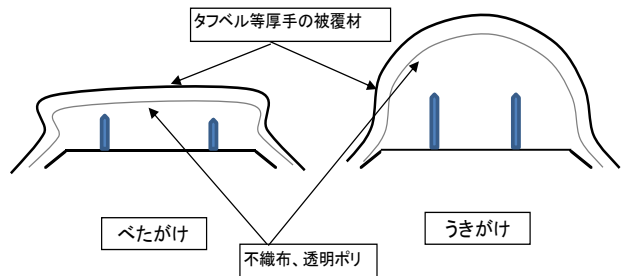 タフベル等厚手の被覆材
べたがけ
うきがけ
不織布、透明ポリ